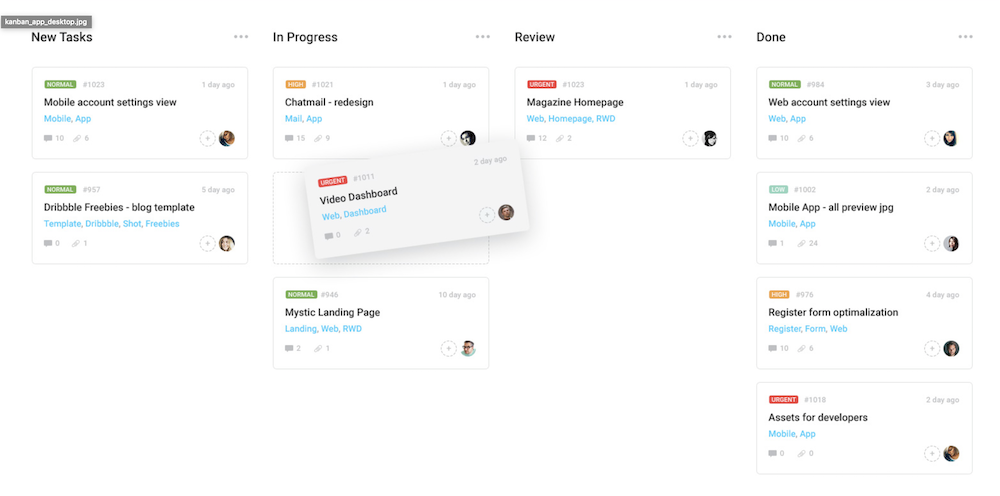 kanban_app_desktop.jpg
New Tasks
NORMAL #1023 1 day ago
Mobile account settings view
Mobile, App
10 6
NORMAL #957 5 day ago
Dribbble Freebies - blog template
Template, Dribbble, Shot, Freebies
0 1
In Progress
HIGH #1021 1 day ago
Chatmail - redesign
Mail, App
15 9
URGENT #1011 2 day ago
Video Dashboard
Web, Dashboard
0 2
NORMAL #946 10 day ago
Mystic Landing Page
Landing, Web, RWD
2 1
Review
URGENT #1023 1 day ago
Magazine Homepage
Web, Homepage, RWD
12 2
Done
NORMAL #984 3 day ago
Web account settings view
Web, App
10 6
LOW #1002 2 day ago
Mobile App - all preview jpg
Mobile, App
1 24
HIGH #976 4 day ago
Register form optimalization
Register, Form, Web
10 6
URGENT #1018 2 day ago
Assets for developers
Mobile, App
0 0